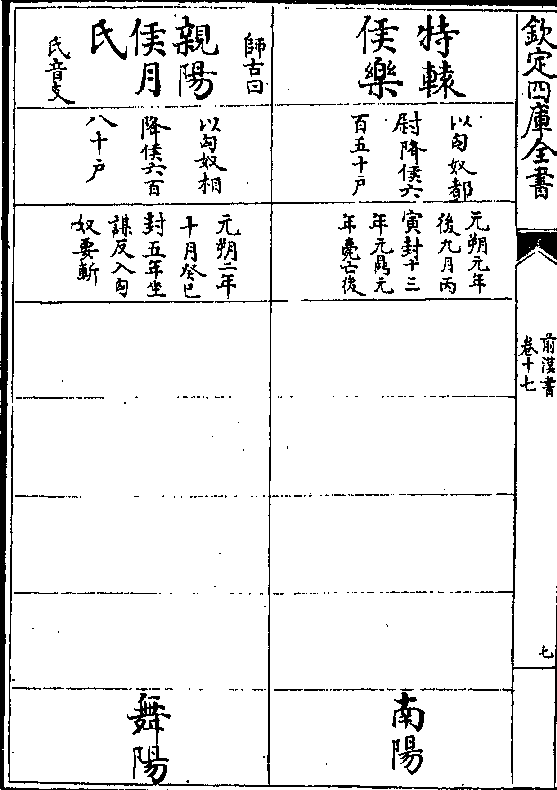 欽定四庫全書
前漢書
卷十七
七
特轅
侯樂
以匈奴都
尉降侯六
百五十戶
元朔元年
後九月丙
寅封十三
年元鼎元
年薨亡後
南陽
親陽
侯月
氏
師古曰
氏音支
以匈奴相
降侯六百
八十戶
元朔二年
十月癸巳
封五年坐
謀反入匈
奴要斬
舞陽